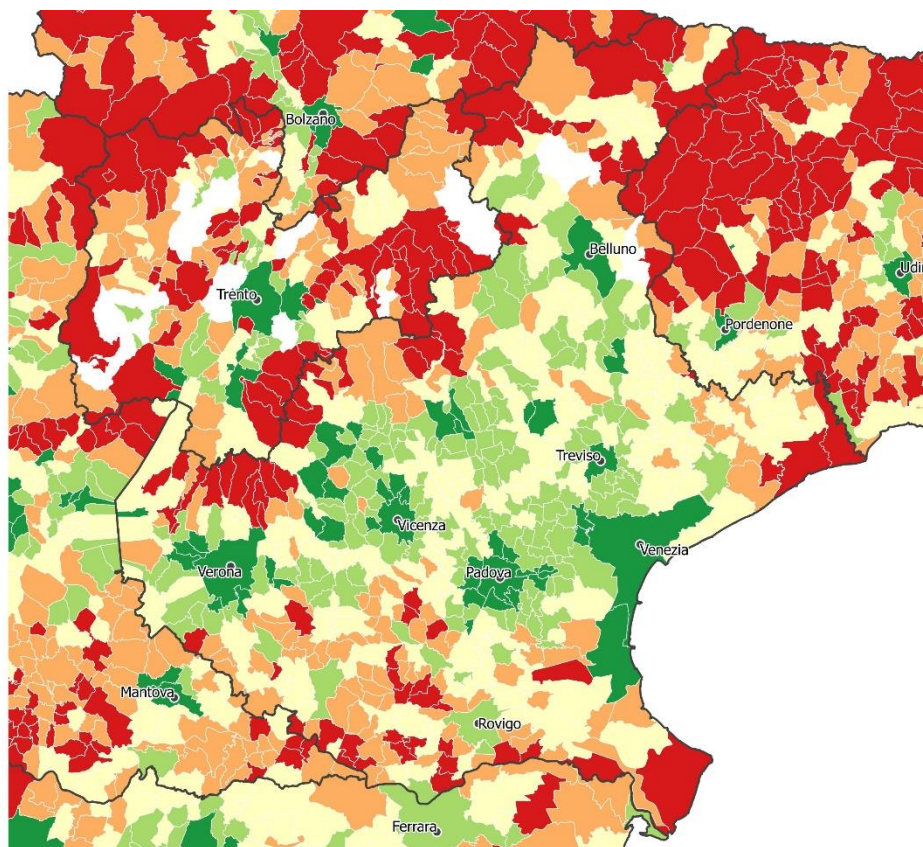 Bolzano
Belluno
Udi
Trento
Pordenone
Treviso
Vicenza
Venezia
Verona
Padova
Mantova
Rovigo
Ferrara